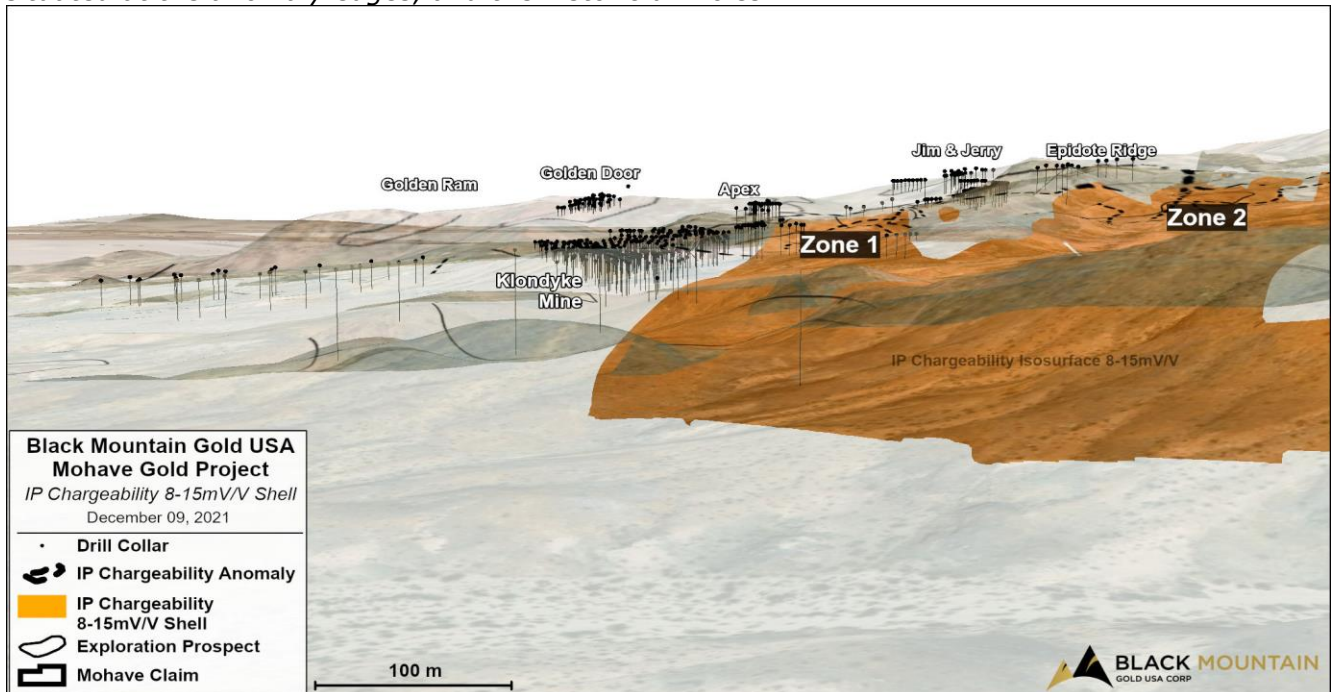 Golden Ram
Golden Door
Apex
Jim & Jerry
Epidote Ridge
Zone 1
Zone 2
Klondyke
Mine
IP Chargeability Isosurface 8-15mV/V
Black Mountain Gold USA
Mohave Gold Project
IP Chargeability 8-15mV/V Shell
December 09, 2021
Drill Collar
IP Chargeability Anomaly
IP Chargeability
8-15mV/V Shell
Exploration Prospect
Mohave Claim
100 m
BLACK MOUNTAIN
GOLD USA CORP